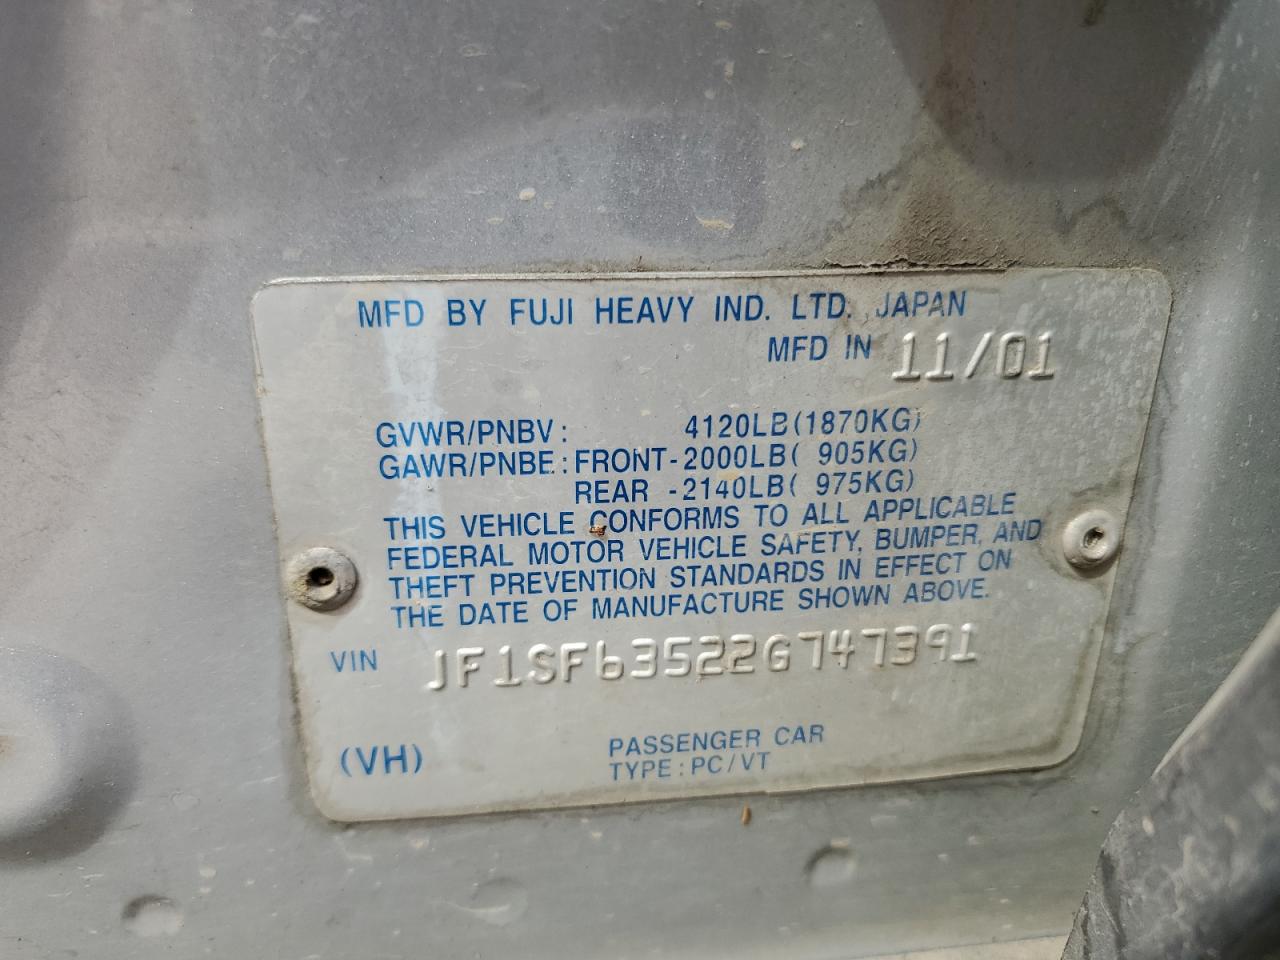 MFD BY FUJI HEAVY IND. LTD. JAPAN
MFD IN 11/01
GVWR/PNBV: 4120LB(1870KG)
GAWR/PNBE: FRONT-2000LB( 905KG)
REAR -2140LB( 975KG)
THIS VEHICLE CONFORMS TO ALL APPLICABLE
FEDERAL MOTOR VEHICLE SAFETY, BUMPER, AND
THEFT PREVENTION STANDARDS IN EFFECT ON
THE DATE OF MANUFACTURE SHOWN ABOVE.
VIN JF1SF63522G747391
(VH) PASSENGER CAR
TYPE: PC/VT